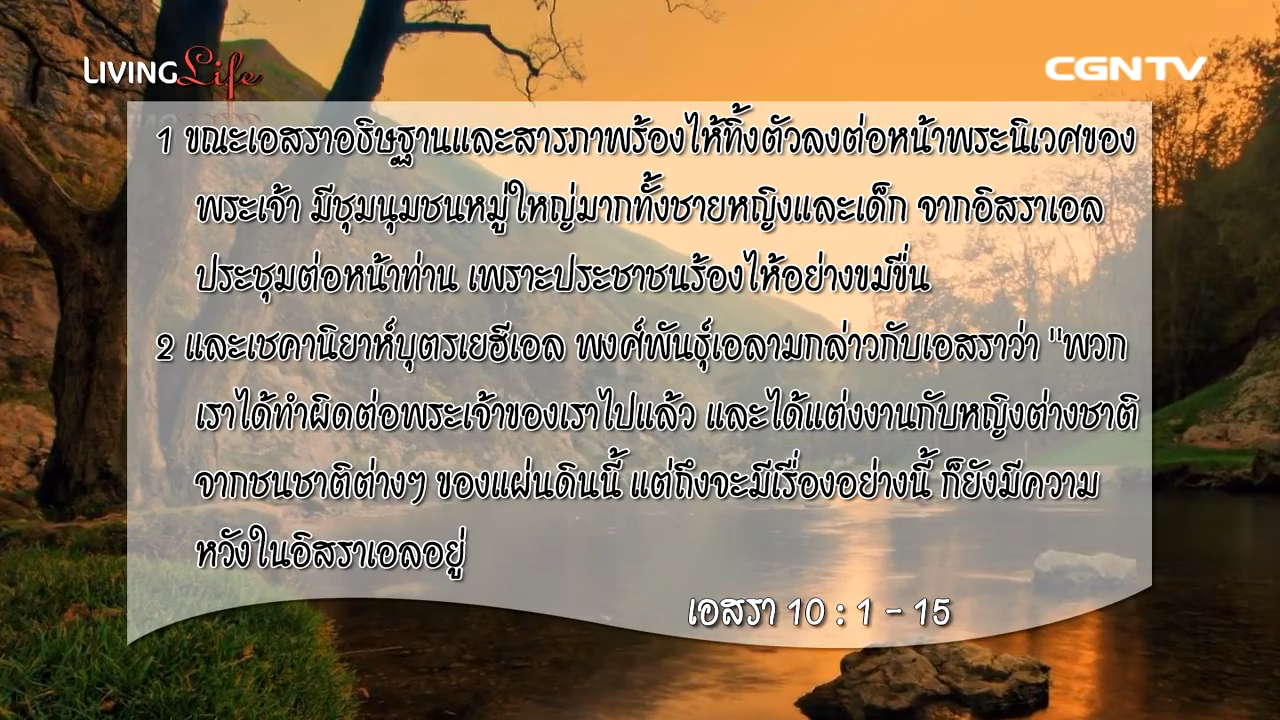 LIVING Life
CGNTV
1 ขณะเอสราอธิษฐานและสารภาพร้องไห้ทิ้งตัวลงต่อหน้าพระนิเวศของ
พระเจ้า มีชุมนุมชนหมู่ใหญ่มากทั้งชายหญิงและเด็ก จากอิสราเอล
ประชุมต่อหน้าท่าน เพราะประชาชนร้องไห้อย่างขมขื่น
2 และเชคานิยาห์บุตรเยฮีเอล พงศ์พันธุ์เอลามกล่าวกับเอสราว่า "พวก
เราได้ทำผิดต่อพระเจ้าของเราไปแล้ว และได้แต่งงานกับหญิงต่างชาติ
จากชนชาติต่างๆ ของแผ่นดินนี้ แต่ถึงจะมีเรื่องอย่างนี้ ก็ยังมีความ
หวังในอิสราเอลอยู่
เอสรา 10 : 1 - 15